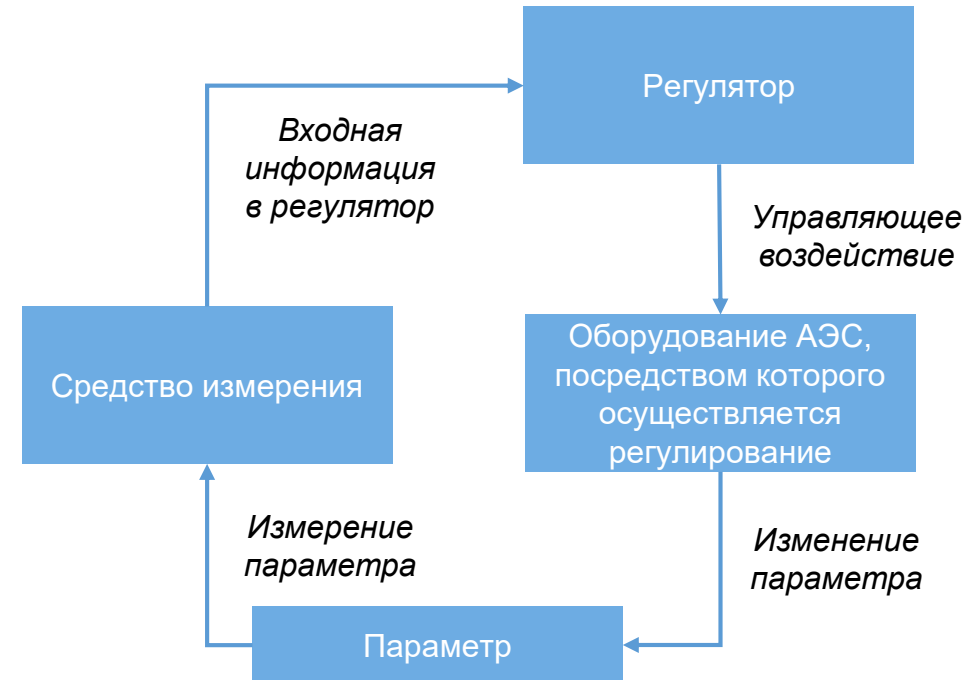 Регулятор
Входная
информация
в регулятор
Управляющее
воздействие
Средство измерения
Оборудование АЭС,
посредством которого
осуществляется
регулирование
Измерение
параметра
Изменение
параметра
Параметр